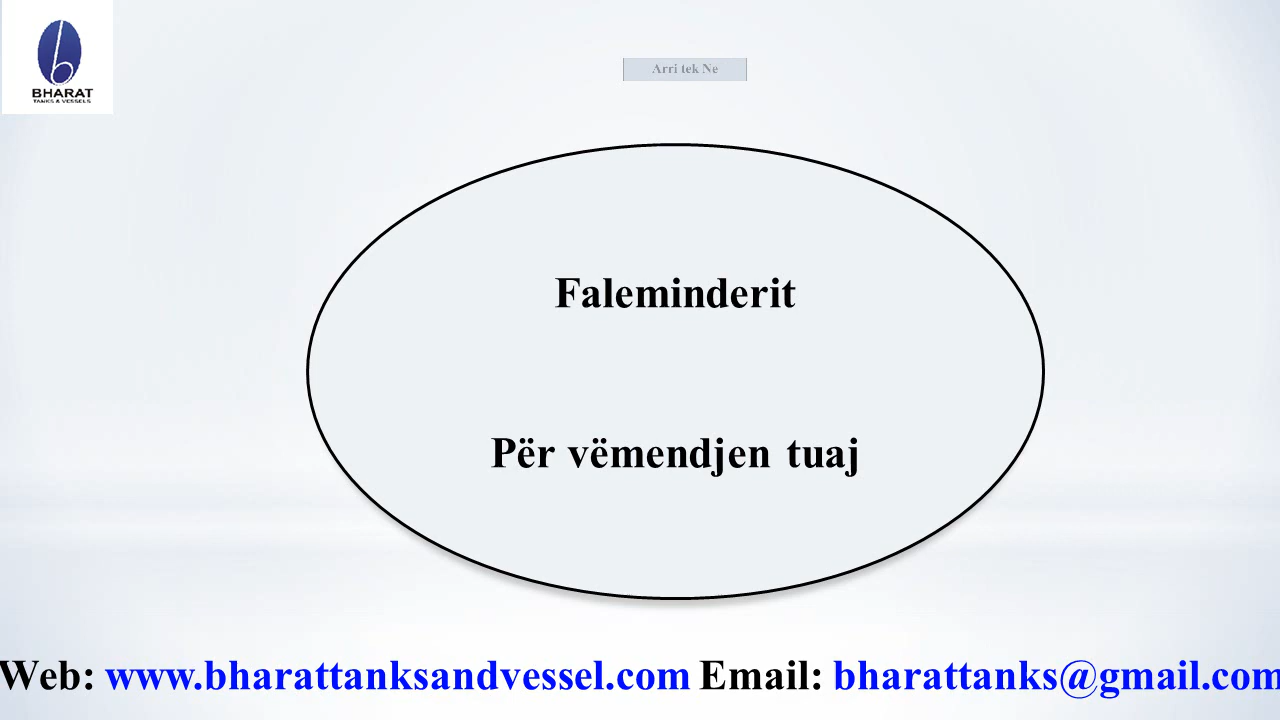 BHARAT
TANKS & VESSELS
Arri tek Ne
Faleminderit
Për vëmendjen tuaj
Web: www.bharattanksandvessel.com Email: bharattanks@gmail.com